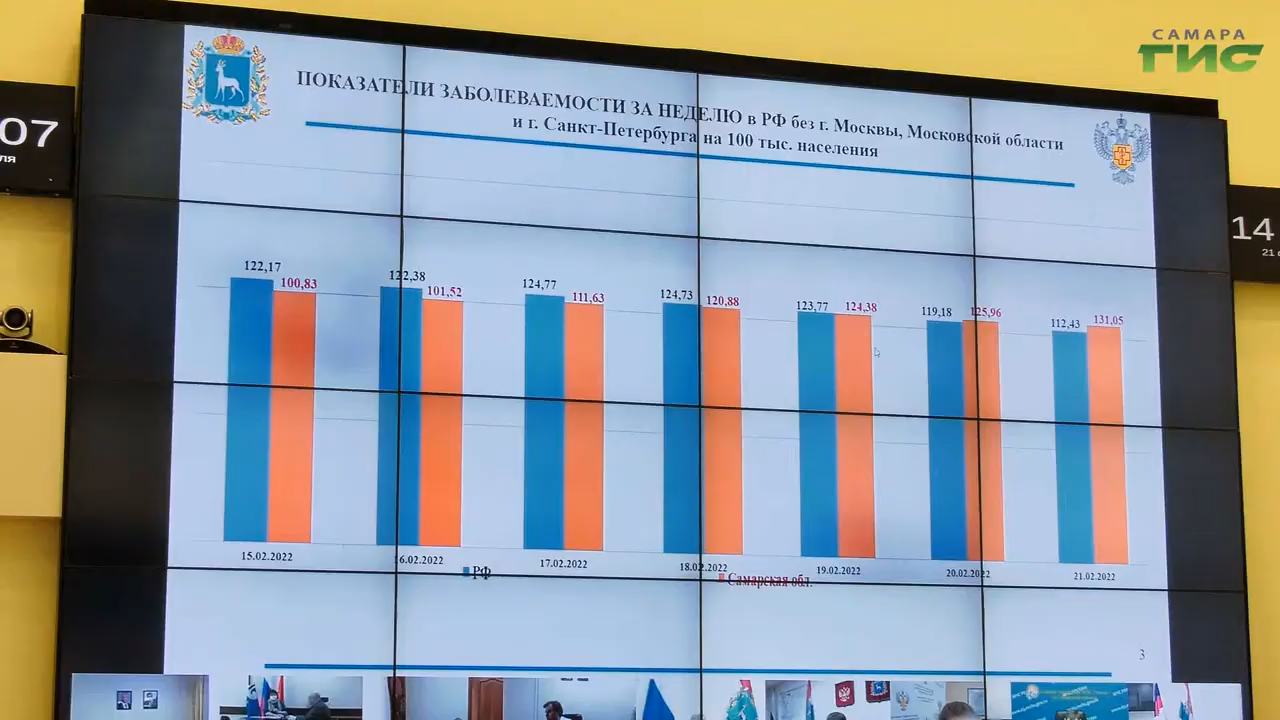 САМАРА
ГИС
07
ля
14
21
ПОКАЗАТЕЛИ ЗАБОЛЕВАЕМОСТИ ЗА НЕДЕЛЮ в РФ без г. Москвы, Московской области
и г. Санкт-Петербурга на 100 тыс. населения
122,17 100,83 122,38 101,52 124,77 111,63 124,73 120,88 123,77 124,38 119,18 125,96 112,43 131,05
15.02.2022 16.02.2022 17.02.2022 18.02.2022 19.02.2022 20.02.2022 21.02.2022
РФ Самарская обл.
3